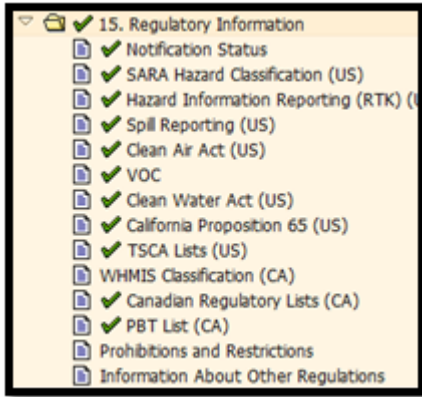 15. Regulatory Information
Notification Status
SARA Hazard Classification (US)
Hazard Information Reporting (RTK) (
Spill Reporting (US)
Clean Air Act (US)
VOC
Clean Water Act (US)
California Proposition 65 (US)
TSCA Lists (US)
WHMIS Classification (CA)
Canadian Regulatory Lists (CA)
PBT List (CA)
Prohibitions and Restrictions
Information About Other Regulations